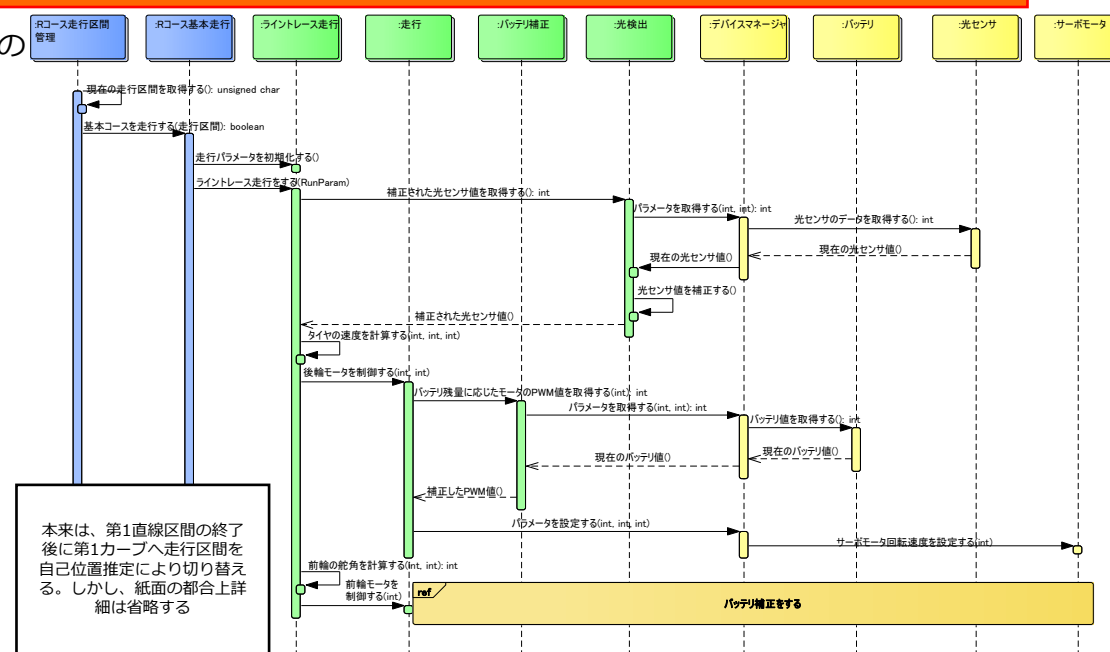 の
:Rコース走行区間
管理
:Rコース基本走行
:ライントレース走行
:走行
:バッテリ補正
:光検出
:デバイスマネージャ
:バッテリ
:光センサ
:サーボモータ
現在の走行区間を取得する(): unsigned char
基本コースを走行する(走行区間): boolean
走行パラメータを初期化する()
ライントレース走行をする(RunParam)
補正された光センサ値を取得する(): int
パラメータを取得する(int, int): int
光センサのデータを取得する(): int
現在の光センサ値()
現在の光センサ値()
光センサ値を補正する()
補正された光センサ値()
タイヤの速度を計算する(int, int, int)
後輪モータを制御する(int, int)
バッテリ残量に応じたモータのPWM値を取得する(int): int
パラメータを取得する(int, int): int
バッテリ値を取得する(): int
現在のバッテリ値()
現在のバッテリ値()
補正したPWM値()
パラメータを設定する(int, int, int)
サーボモータ回転速度を設定する(int)
前輪の舵角を計算する(int, int): int
前輪モータを
制御する(int)
ref
バッテリ補正をする
本来は、第1直線区間の終了
後に第1カーブへ走行区間を
自己位置推定により切り替え
る。しかし、紙面の都合上詳
細は省略する